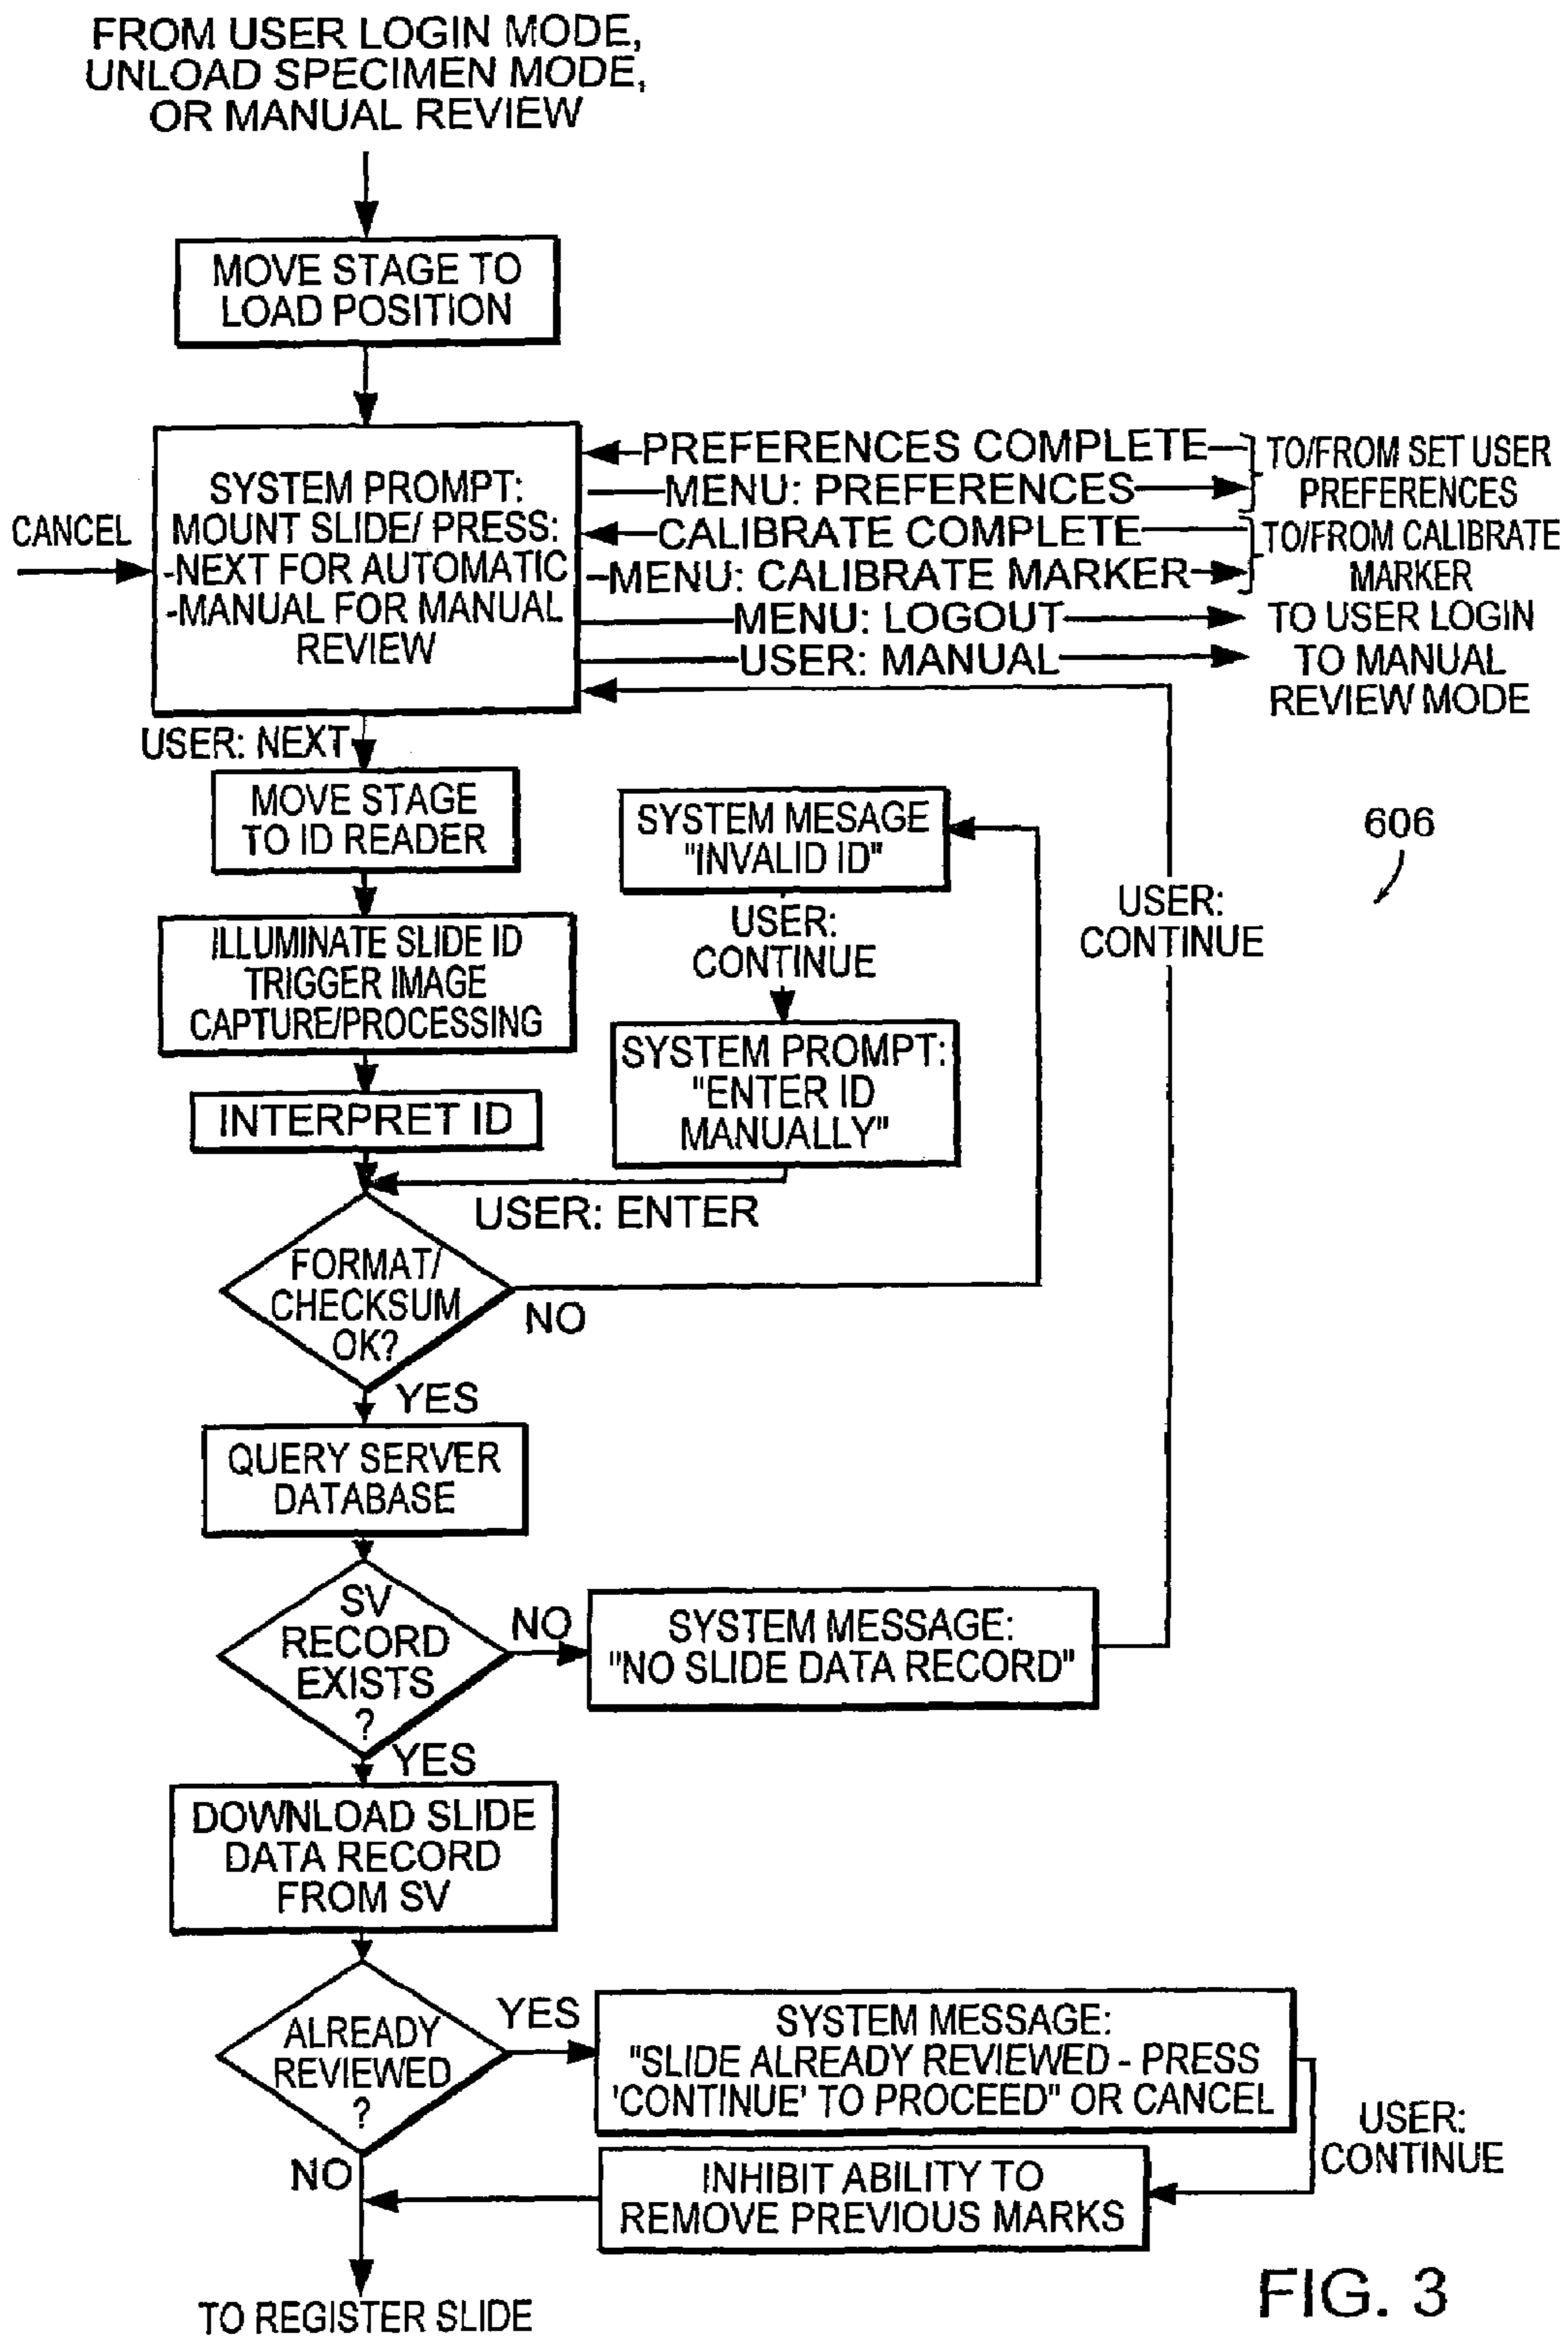 FROM USER LOGIN MODE,
UNLOAD SPECIMEN MODE,
OR MANUAL REVIEW
MOVE STAGE TO
LOAD POSITION
CANCEL
SYSTEM PROMPT:
MOUNT SLIDE/ PRESS:
-NEXT FOR AUTOMATIC
-MANUAL FOR MANUAL
REVIEW
PREFERENCES COMPLETE
MENU: PREFERENCES
TO/FROM SET USER
PREFERENCES
CALIBRATE COMPLETE
MENU: CALIBRATE MARKER
TO/FROM CALIBRATE
MARKER
MENU: LOGOUT
TO USER LOGIN
USER: MANUAL
TO MANUAL
REVIEW MODE
USER: NEXT
MOVE STAGE
TO ID READER
SYSTEM MESAGE
"INVALID ID"
606
USER:
CONTINUE
USER:
CONTINUE
ILLUMINATE SLIDE ID
TRIGGER IMAGE
CAPTURE/PROCESSING
SYSTEM PROMPT:
"ENTER ID
MANUALLY"
INTERPRET ID
USER: ENTER
FORMAT/
CHECKSUM
OK?
NO
YES
QUERY SERVER
DATABASE
SV
RECORD
EXISTS
?
NO
SYSTEM MESSAGE:
"NO SLIDE DATA RECORD"
YES
DOWNLOAD SLIDE
DATA RECORD
FROM SV
ALREADY
REVIEWED
?
YES
SYSTEM MESSAGE:
"SLIDE ALREADY REVIEWED - PRESS
'CONTINUE' TO PROCEED" OR CANCEL
USER:
CONTINUE
NO
INHIBIT ABILITY TO
REMOVE PREVIOUS MARKS
TO REGISTER SLIDE
FIG. 3